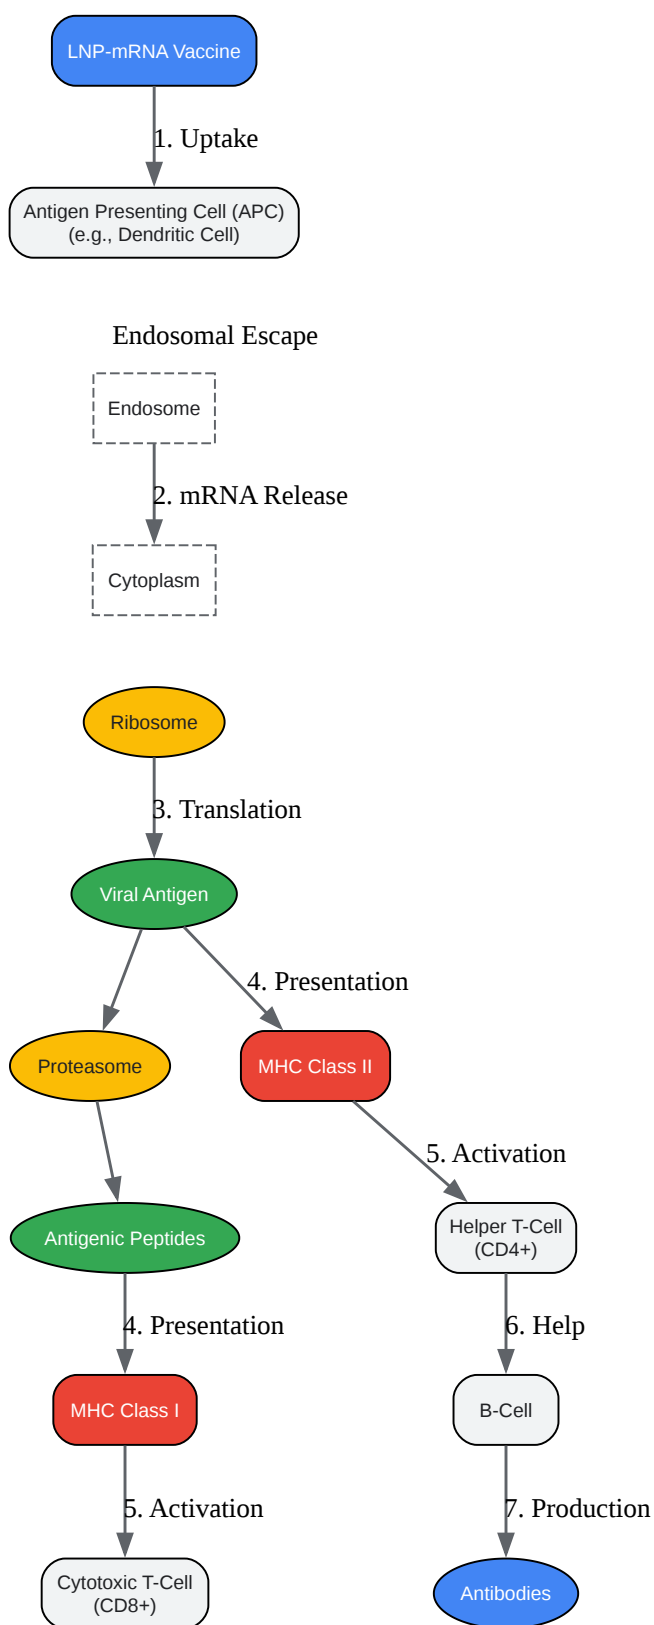 LNP-mRNA Vaccine
1. Uptake
Antigen Presenting Cell (APC)
(e.g., Dendritic Cell)
Endosomal Escape
Endosome
2. mRNA Release
Cytoplasm
Ribosome
3. Translation
Viral Antigen
4. Presentation
Proteasome
MHC Class II
5. Activation
Antigenic Peptides
Helper T-Cell
(CD4+)
4. Presentation
6. Help
MHC Class I
B-Cell
5. Activation
7. Production
Cytotoxic T-Cell
(CD8+)
Antibodies